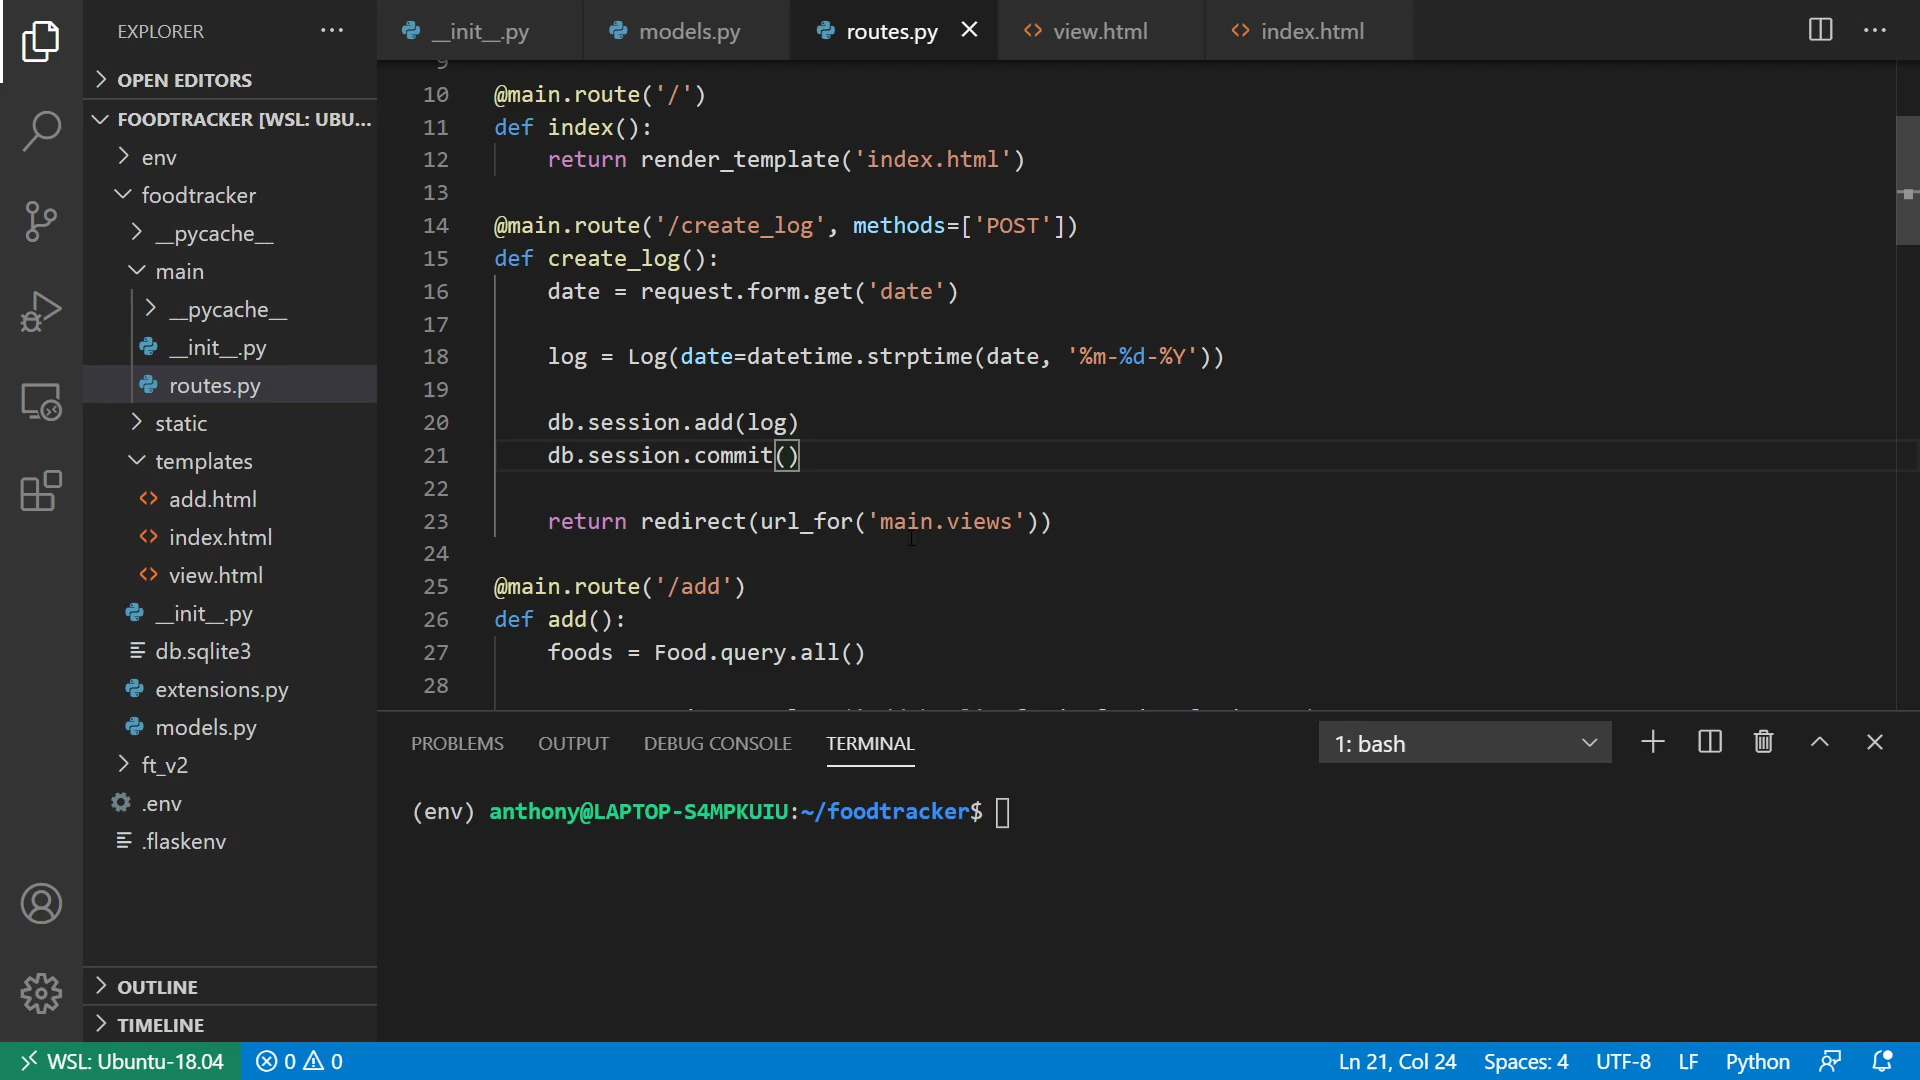 EXPLORER
OPEN EDITORS
FOODTRACKER [WSL: UBU...
env
foodtracker
__pycache__
main
__pycache__
__init__.py
routes.py
static
templates
add.html
index.html
view.html
__init__.py
db.sqlite3
extensions.py
models.py
ft_v2
.env
.flaskenv
OUTLINE
TIMELINE
__init__.py models.py routes.py view.html index.html
9
10 @main.route('/')
11 def index():
12 return render_template('index.html')
13
14 @main.route('/create_log', methods=['POST'])
15 def create_log():
16 date = request.form.get('date')
17
18 log = Log(date=datetime.strptime(date, '%m-%d-%Y'))
19
20 db.session.add(log)
21 db.session.commit()
22
23 return redirect(url_for('main.views'))
24
25 @main.route('/add')
26 def add():
27 foods = Food.query.all()
28
PROBLEMS OUTPUT DEBUG CONSOLE TERMINAL 1: bash
(env) anthony@LAPTOP-S4MPKUIU:~/foodtracker$
WSL: Ubuntu-18.04 0 0 Ln 21, Col 24 Spaces: 4 UTF-8 LF Python